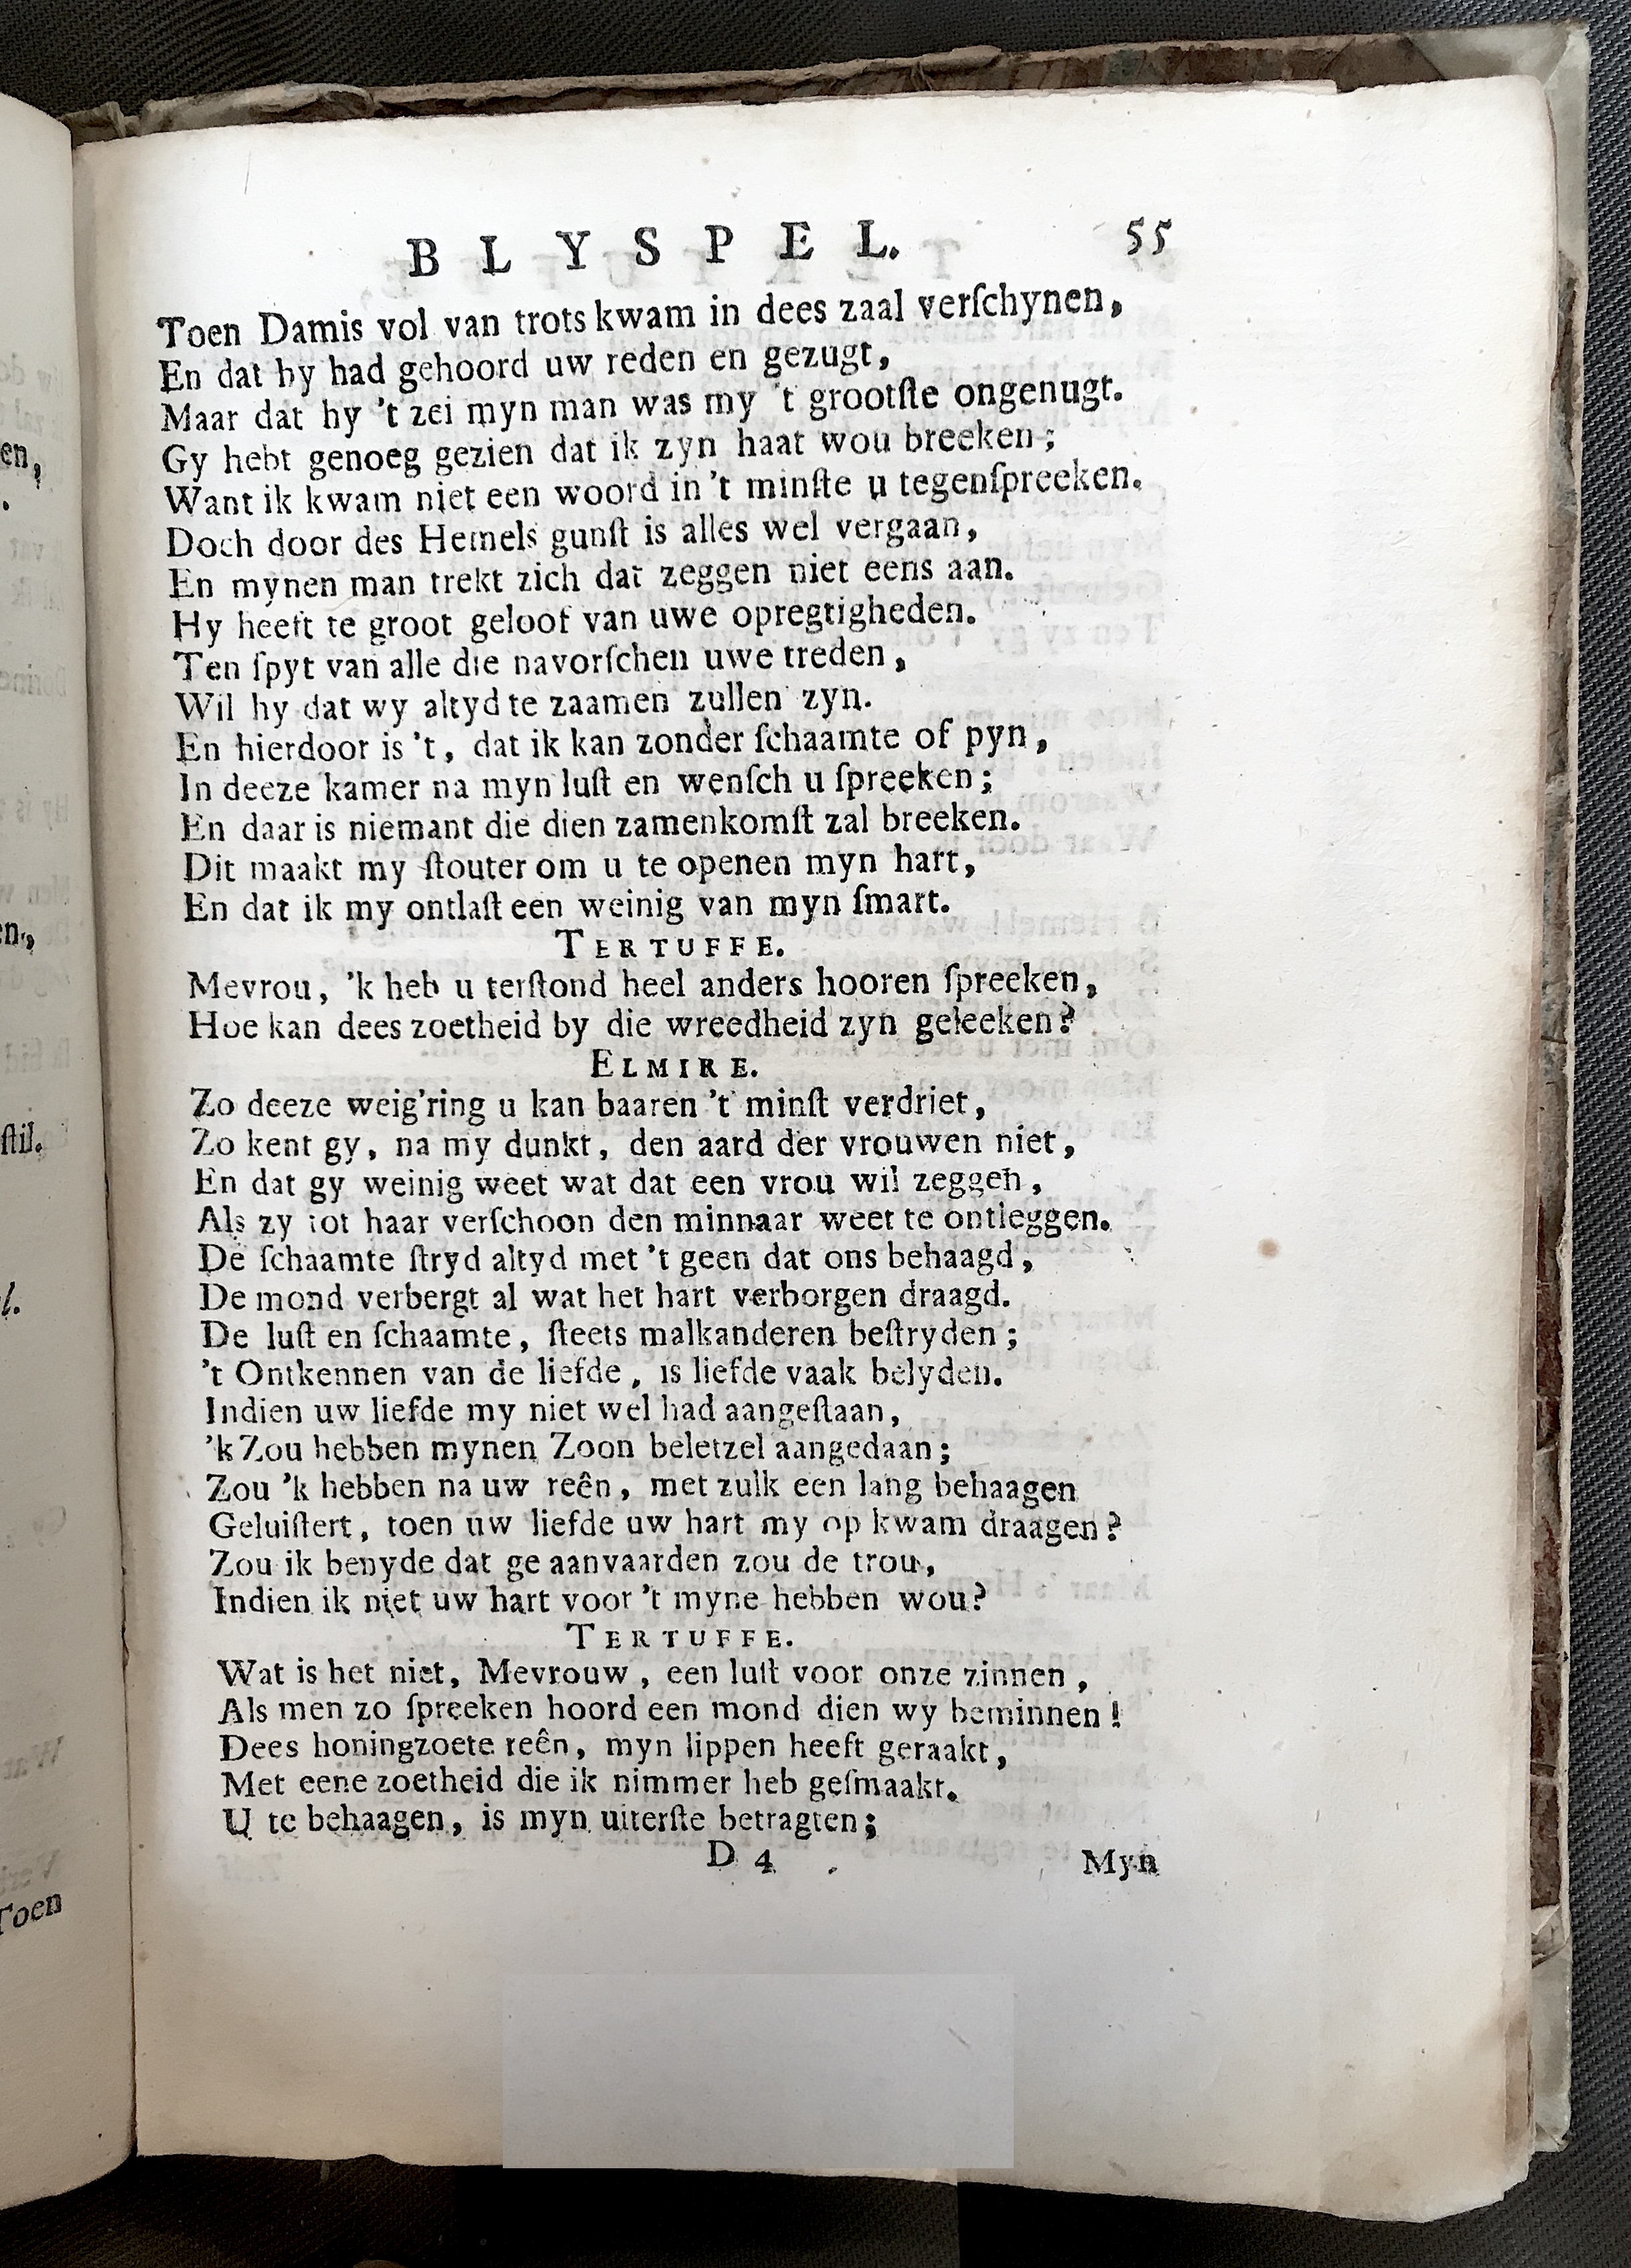 B L Y S P E L. 55
Toen Damis vol van trots kwam in dees zaal verſchynen,
En dat hy had gehoord uw reden en gezugt,
Maar dat hy 't zei myn man was my 't grootſte ongenugt.
Gy hebt genoeg gezien dat ik zyn haat wou breeken;
Want ik kwam niet een woord in 't minſte u tegenſpreeken.
Doch door des Hemels gunſt is alles wel vergaan,
En mynen man trekt zich dat zeggen niet eens aan.
Hy heeft te groot geloof van uwe opregtigheden.
Ten ſpyt van alle die navorſchen uwe treden,
Wil hy dat wy altyd te zaamen zullen zyn.
En hierdoor is 't, dat ik kan zonder ſchaamte of pyn,
In deeze kamer na myn luſt en wenſch u ſpreeken;
En daar is niemant die dien zamenkomſt zal breeken.
Dit maakt my ſtouter om u te openen myn hart,
En dat ik my ontlaſt een weinig van myn ſmart.
TERTUFFE.
Mevrou, 'k heb u terſtond heel anders hooren ſpreeken,
Hoe kan dees zoetheid by die wreedheid zyn geleeken?
ELMIRE.
Zo deeze weig'ring u kan baaren 't minſt verdriet,
Zo kent gy, na my dunkt, den aard der vrouwen niet,
En dat gy weinig weet wat dat een vrou wil zeggen,
Als zy tot haar verſchoon den minnaar weet te ontleggen.
De ſchaamte ſtryd altyd met 't geen dat ons behaagd,
De mond verbergt al wat het hart verborgen draagd.
De luſt en ſchaamte, ſteets malkanderen beſtryden;
't Ontkennen van de liefde, is liefde vaak belyden.
Indien uw liefde my niet wel had aangeſtaan,
'k Zou hebben mynen Zoon beletzel aangedaan;
Zou 'k hebben na uw reên, met zulk een lang behaagen
Geluiſtert, toen uw liefde uw hart my op kwam draagen?
Zou ik benyde dat ge aanvaarden zou de trou,
Indien ik niet uw hart voor 't myne hebben wou?
TERTUFFE.
Wat is het niet, Mevrouw, een luſt voor onze zinnen,
Als men zo ſpreeken hoord een mond dien wy beminnen!
Dees honingzoete reên, myn lippen heeft geraakt,
Met eene zoetheid die ik nimmer heb geſmaakt.
U te behaagen, is myn uiterſte betragten;
D 4 Myn